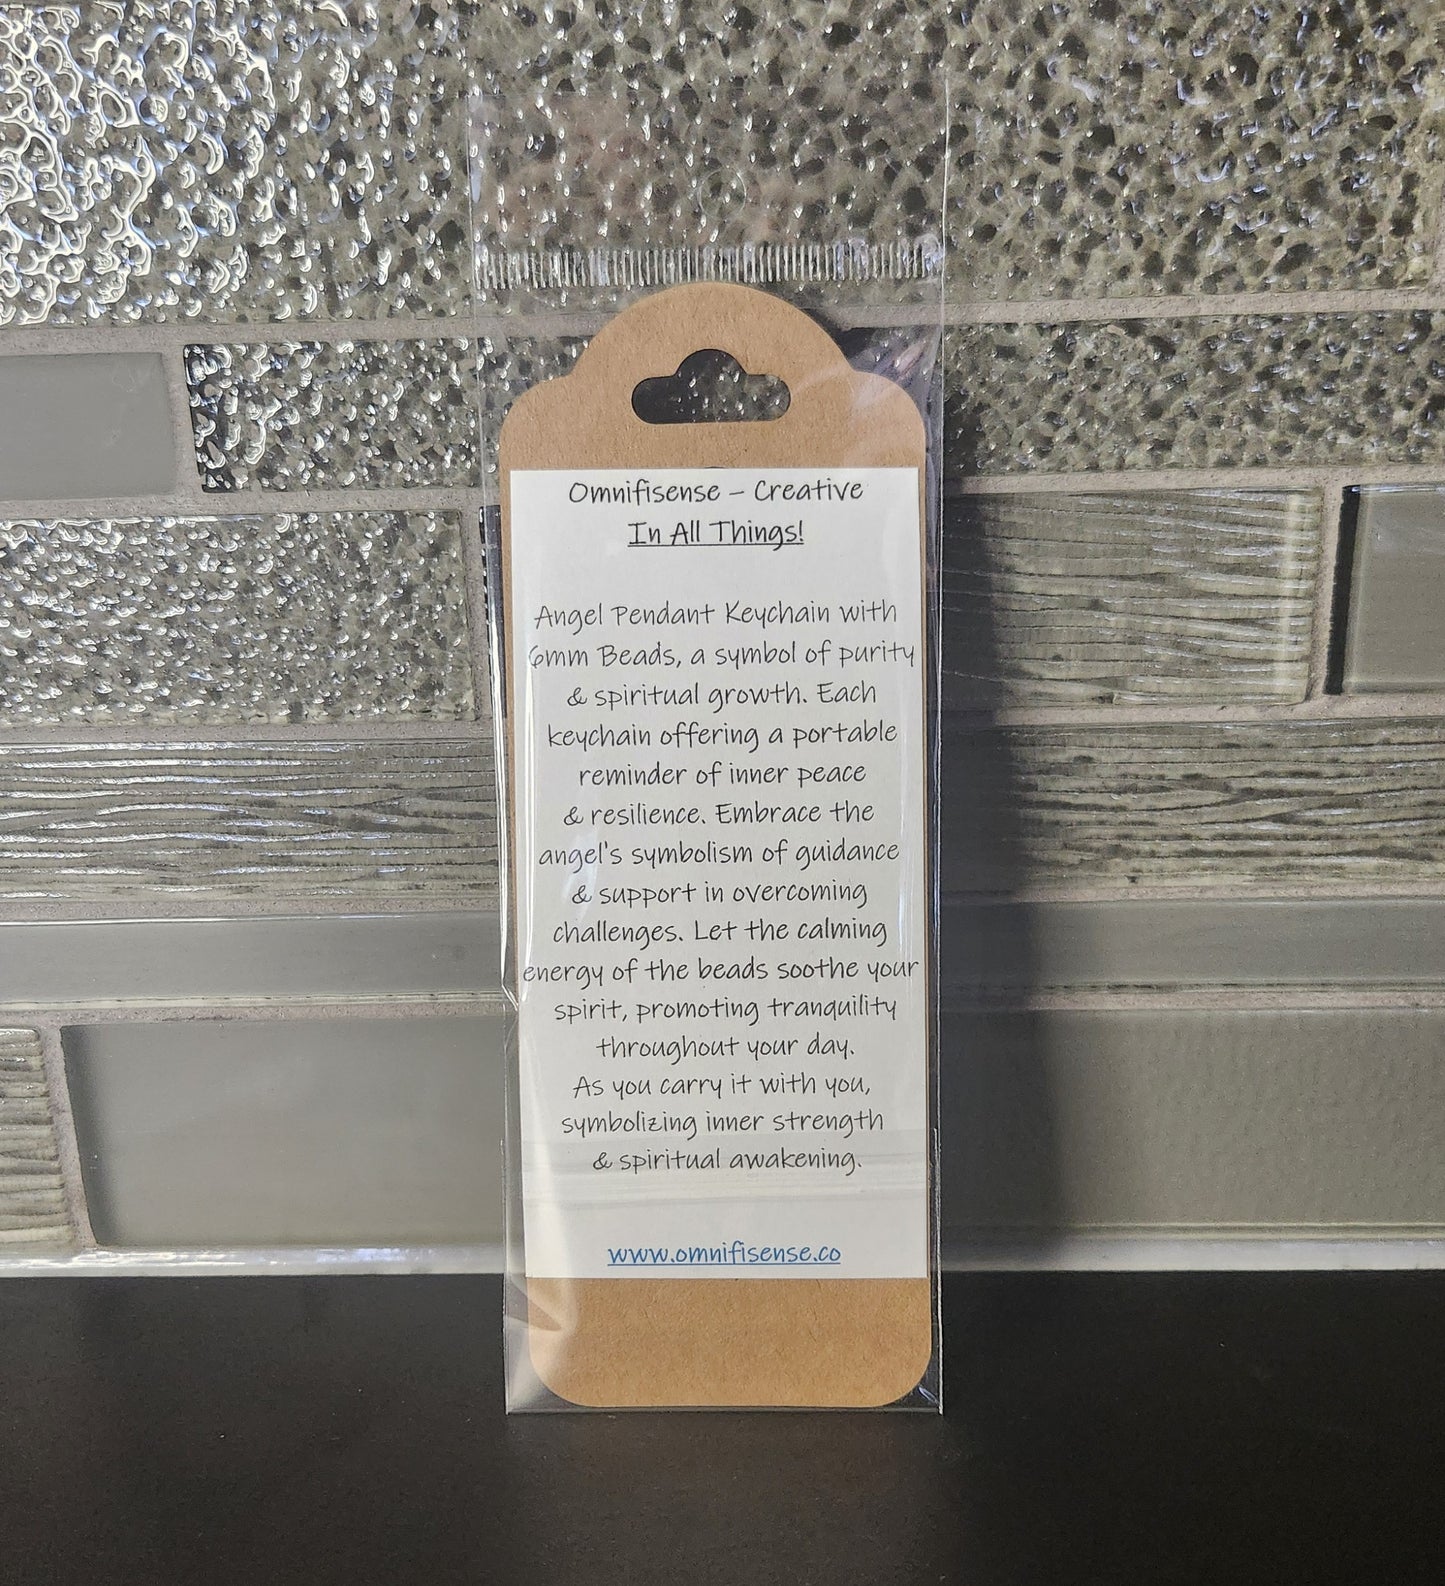 Omnifisense – Creative
In All Things!
Angel Pendant Keychain with
6mm Beads, a symbol of purity
& spiritual growth. Each
keychain offering a portable
reminder of inner peace
& resilience. Embrace the
angel's symbolism of guidance
& support in overcoming
challenges. Let the calming
energy of the beads soothe your
spirit, promoting tranquility
throughout your day.
As you carry it with you,
symbolizing inner strength
& spiritual awakening.
www.omnifisense.co